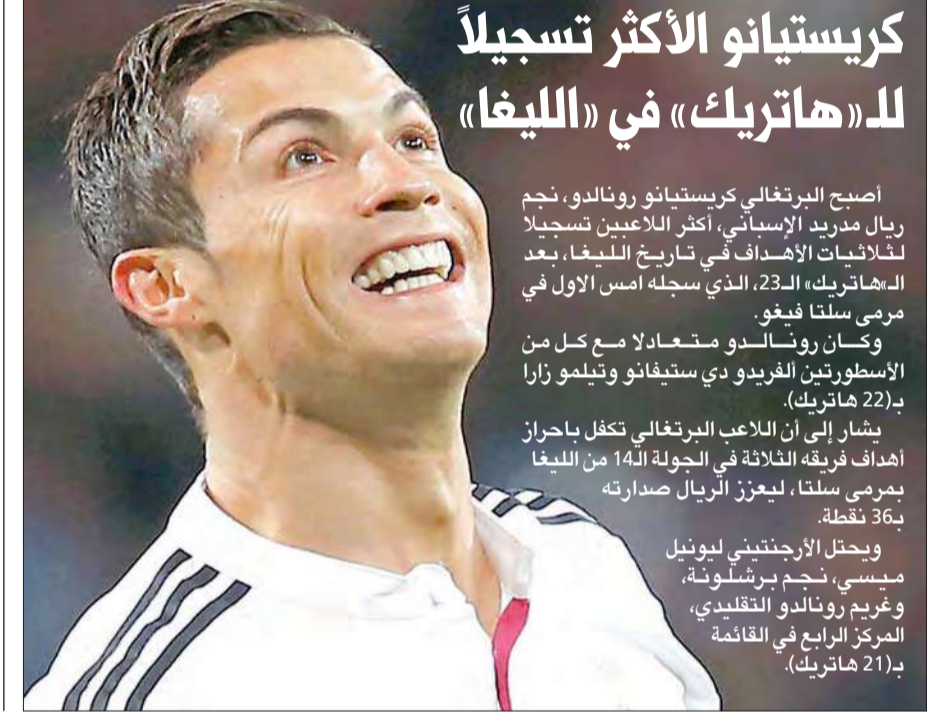 كريستيانو الأكثر تسجيلاً
للـ«هاتريك» في «الليغا»
أصبح البرتغالي كريستيانو رونالدو، نجم
ريال مدريد الإسباني، أكثر اللاعبين تسجيلا
لثلاثيات الأهداف في تاريخ الليغا، بعد
الـ«هاتريك» الـ23، الذي سجله امس الاول في
مرمى سلتا فيغو.
وكان رونالدو متعادلا مع كل من
الأسطورتين ألفريدو دي ستيفانو وتيلمو زارا
بـ(22 هاتريك).
يشار إلى أن اللاعب البرتغالي تكفل باحراز
أهداف فريقه الثلاثة في الجولة الـ14 من الليغا
بمرمى سلتا، ليعزز الريال صدارته
بـ36 نقطة.
ويحتل الأرجنتيني ليونيل
ميسي، نجم برشلونة،
وغريم رونالدو التقليدي،
المركز الرابع في القائمة
بـ(21 هاتريك).